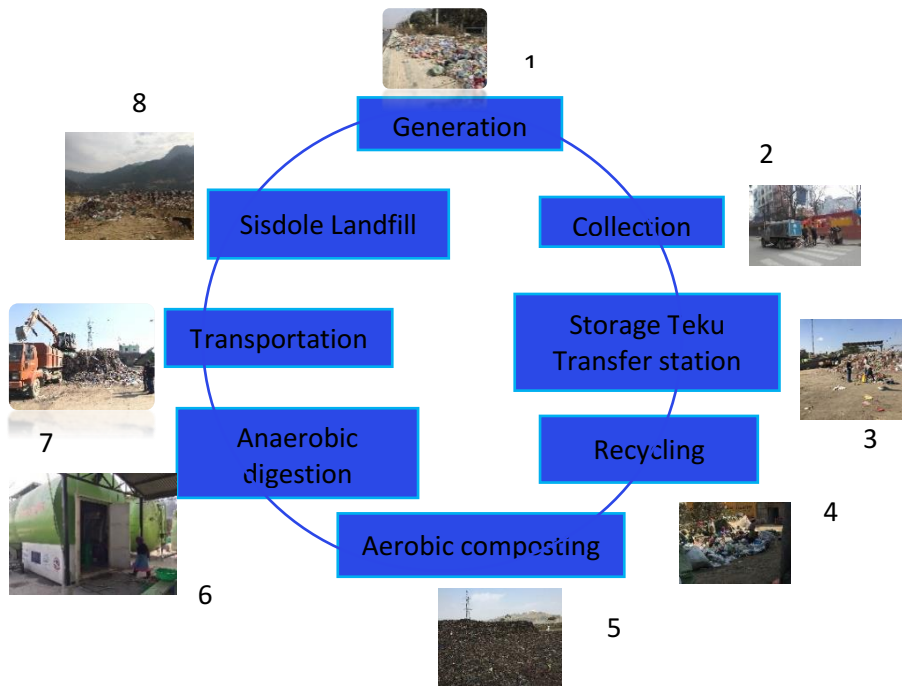 1
Generation
2
Collection
Storage Teku
Transfer station
3
Recycling
4
Aerobic composting
5
Anaerobic
digestion
6
Transportation
7
Sisdole Landfill
8